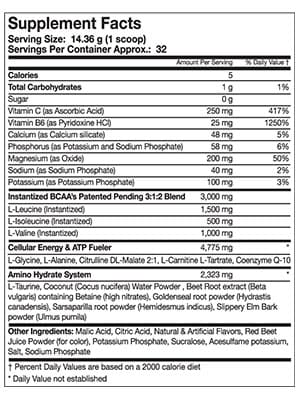 Supplement Facts
Serving Size: 14.36 g (1 scoop)
Servings Per Container Approx.: 32
Amount Per Serving % Daily Value †
Calories 5
Total Carbohydrates 1 g 1%
Sugar 0 g
Vitamin C (as Ascorbic Acid) 250 mg 417%
Vitamin B6 (as Pyridoxine HCl) 25 mg 1250%
Calcium (as Calcium silicate) 48 mg 5%
Phosphorus (as Potassium and Sodium Phosphate) 58 mg 6%
Magnesium (as Oxide) 200 mg 50%
Sodium (as Sodium Phosphate) 40 mg 2%
Potassium (as Potassium Phosphate) 100 mg 3%
Instantized BCAA's Patented Pending 3:1:2 Blend 3,000 mg
L-Leucine (Instantized) 1,500 mg
L-Isoleucine (Instantized) 500 mg
L-Valine (Instantized) 1,000 mg
Cellular Energy & ATP Fueler 4,775 mg *
L-Glycine, L-Alanine, Citrulline DL-Malate 2:1, L-Carnitine L-Tartrate, Coenzyme Q-10
Amino Hydrate System 2,323 mg *
L-Taurine, Coconut (Cocus nucifera) Water Powder , Beet Root extract (Beta
vulgaris) containing Betaine (high nitrates), Goldenseal root powder (Hydrastis
canadensis), Sarsaparilla root powder (Hemidesmus indicus), Slippery Elm Bark
powder (Ulmus pumila)
Other Ingredients: Malic Acid, Citric Acid, Natural & Artificial Flavors, Red Beet
Juice Powder (for color), Potassium Phosphate, Sucralose, Acesulfame potassium,
Salt, Sodium Phosphate
† Percent Daily Values are based on a 2000 calorie diet
* Daily Value not established